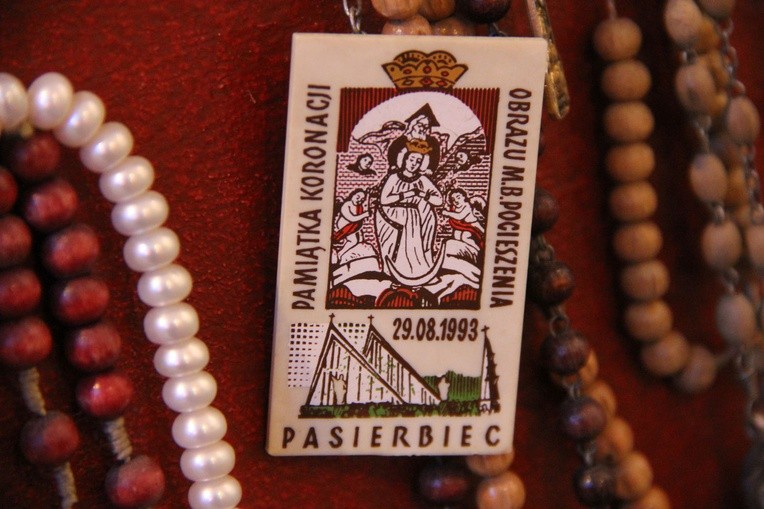 PAMIĄTKA KORONACJI
OBRAZU M.B.POCIESZENIA
29.08.1993
PASIERBIEC